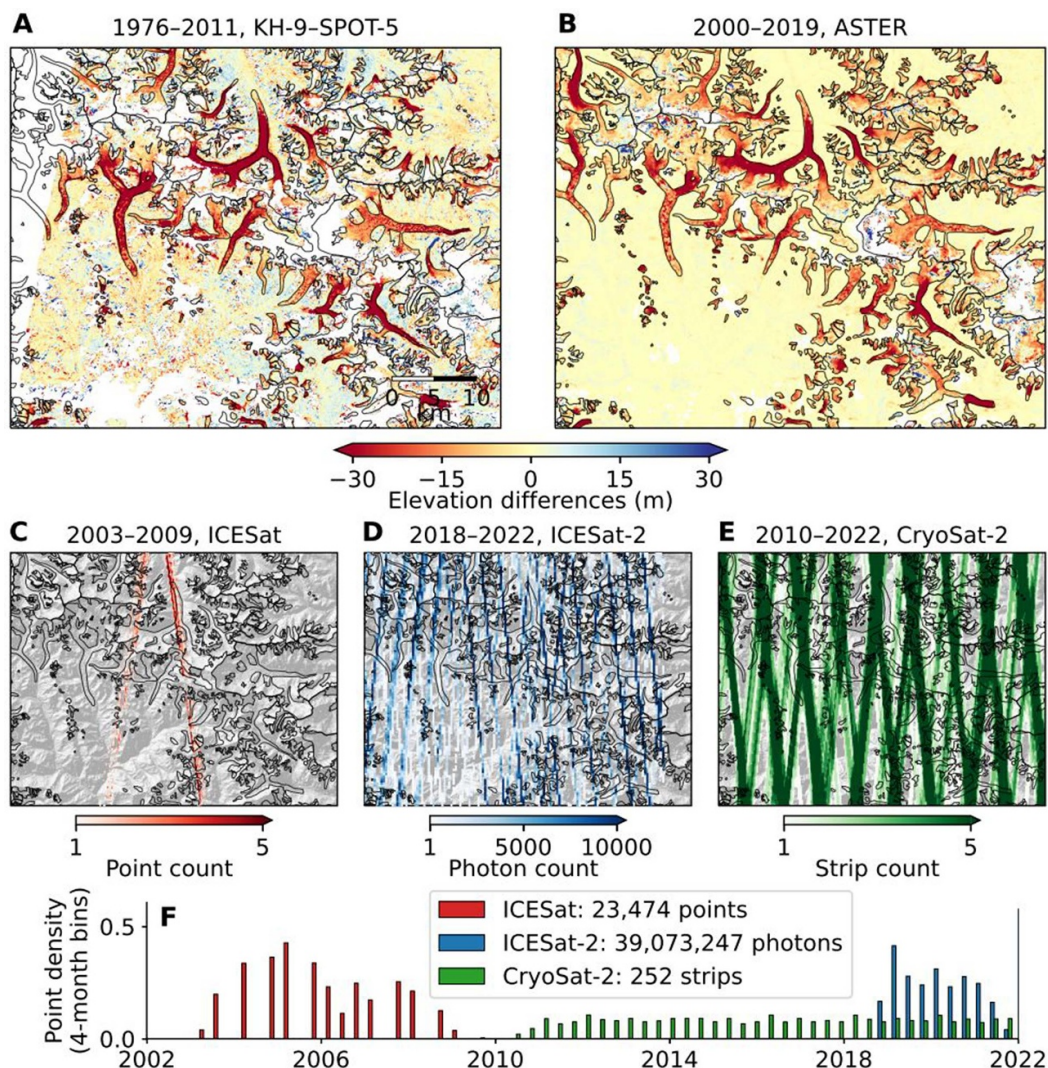 A 1976–2011, KH-9–SPOT-5
B 2000–2019, ASTER
0 5 10
km
−30 −15 0 15 30
Elevation differences (m)
C 2003–2009, ICESat
D 2018–2022, ICESat-2
E 2010–2022, CryoSat-2
1 5
Point count
1 5000 10000
Photon count
1 5
Strip count
F
Point density
(4-month bins)
0.5
0.0
ICESat: 23,474 points
ICESat-2: 39,073,247 photons
CryoSat-2: 252 strips
2002 2006 2010 2014 2018 2022